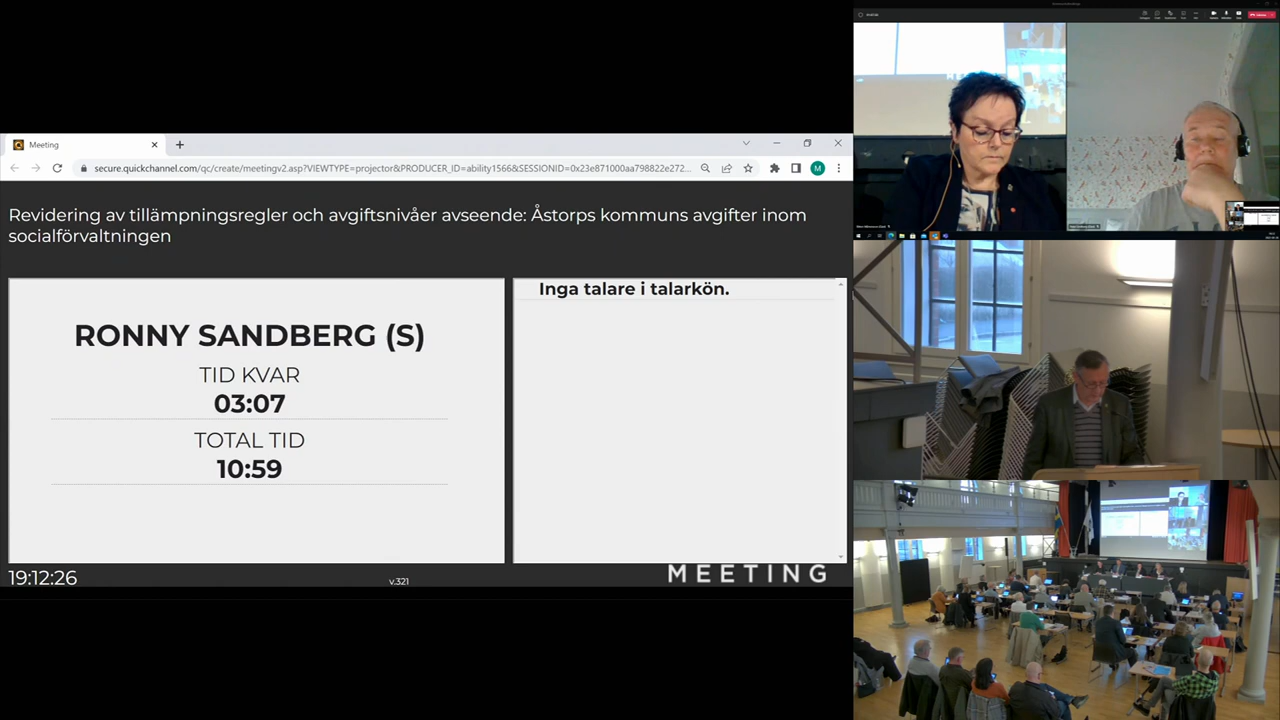 Meeting
secure.quickchannel.com/qc/create/meetingv2.asp?VIEWTYPE=projector&PRODUCER_ID=ability1566&SESSIONID=0x23e871000aa798822e272...
M
Revidering av tillämpningsregler och avgiftsnivåer avseende: Åstorps kommuns avgifter inom
socialförvaltningen
RONNY SANDBERG (S)
TID KVAR
03:07
TOTAL TID
10:59
Inga talare i talarkön.
19:12:26
v.321
MEETING